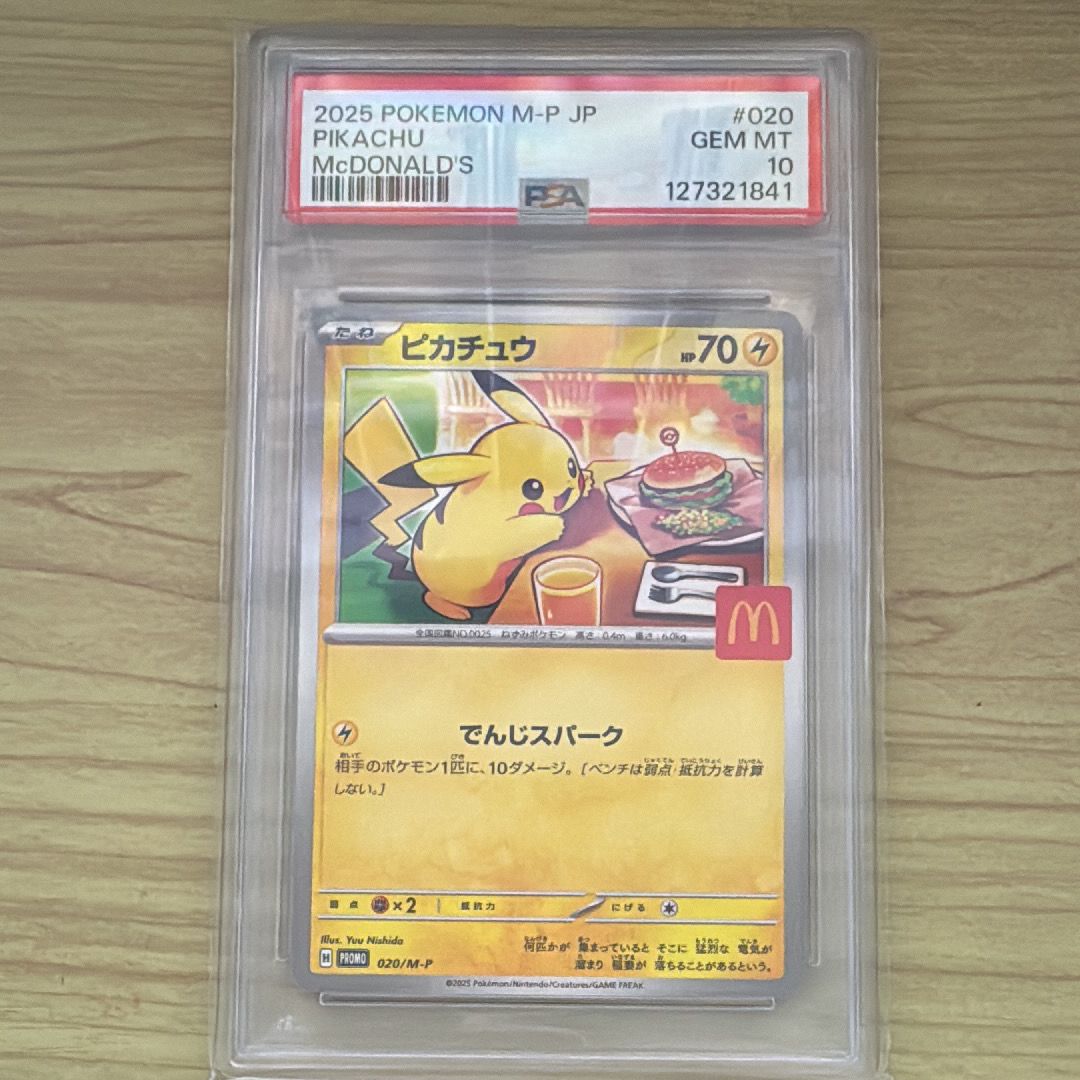 2025 POKEMON M-P JP #020
PIKACHU GEM MT
McDONALD'S 10
PSA 127321841
たね ピカチュウ HP70
全国図鑑NO.0025 ねずみポケモン 高さ:0.4m 重さ:6.0kg
でんじスパーク
相手のポケモン1匹に、10ダメージ。[ベンチは弱点・抵抗力を計算
しない。]
弱点 ×2 抵抗力 にげる
Illus. Yuu Nishida
何匹かが 集まっていると そこに 猛烈な 電気が
溜まり 稲妻が 落ちることがあるという。
H PROMO 020/M-P
©2025 Pokémon/Nintendo/Creatures/GAME FREAK